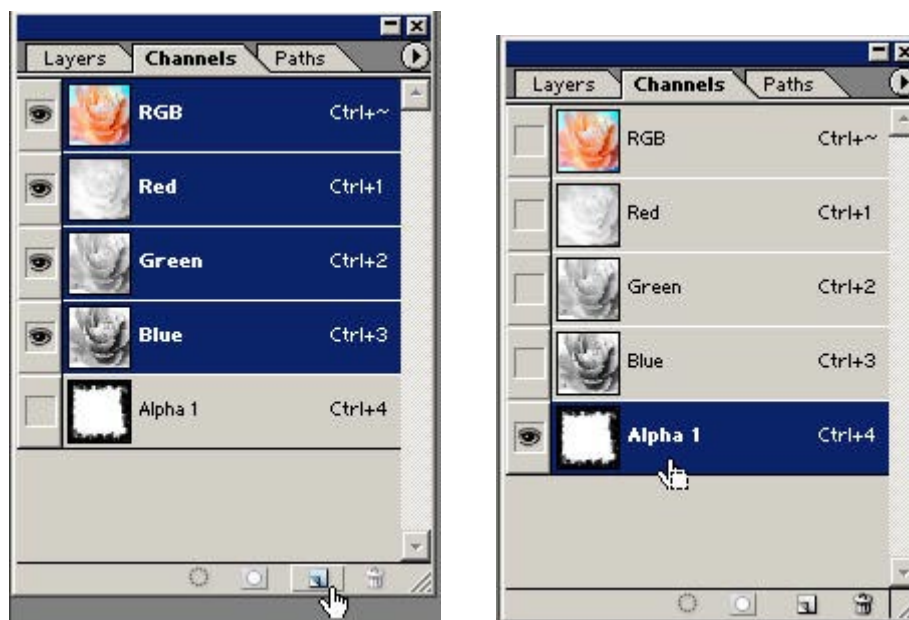 Layers Channels Paths
RGB Ctrl+~
Red Ctrl+1
Green Ctrl+2
Blue Ctrl+3
Alpha 1 Ctrl+4
Layers Channels Paths
RGB Ctrl+~
Red Ctrl+1
Green Ctrl+2
Blue Ctrl+3
Alpha 1 Ctrl+4